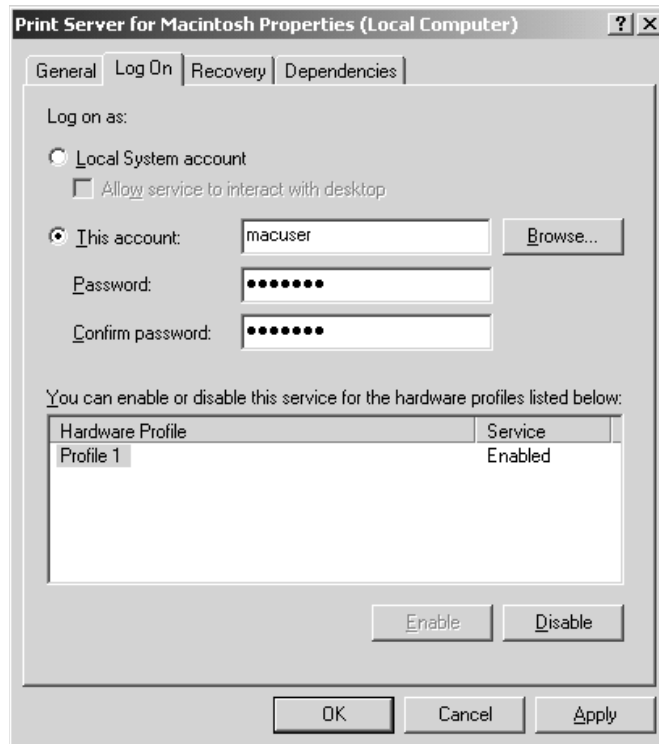 Print Server for Macintosh Properties (Local Computer)
General Log On Recovery Dependencies
Log on as:
Local System account
Allow service to interact with desktop
This account: macuser Browse...
Password: ●●●●●●●
Confirm password: ●●●●●●●
You can enable or disable this service for the hardware profiles listed below:
Hardware Profile Service
Profile 1 Enabled
Enable Disable
OK Cancel Apply